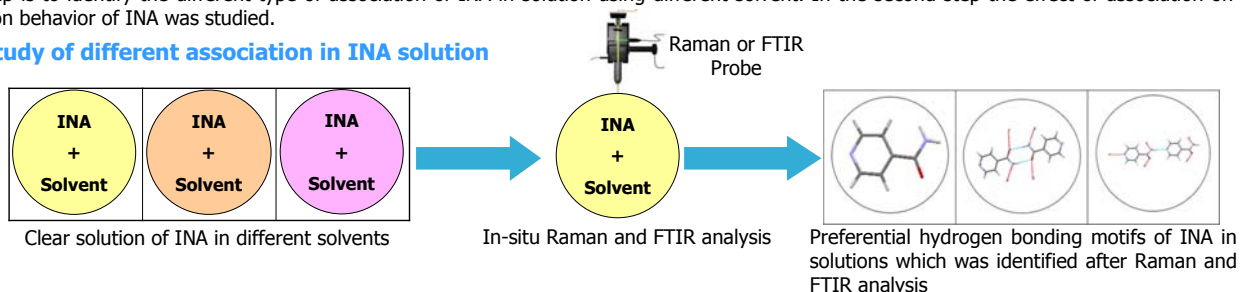 on behavior of INA was studied.
tudy of different association in INA solution
Raman or FTIR
Probe
INA
+
Solvent
INA
+
Solvent
INA
+
Solvent
INA
+
Solvent
Clear solution of INA in different solvents
In-situ Raman and FTIR analysis
Preferential hydrogen bonding motifs of INA in
solutions which was identified after Raman and
FTIR analysis